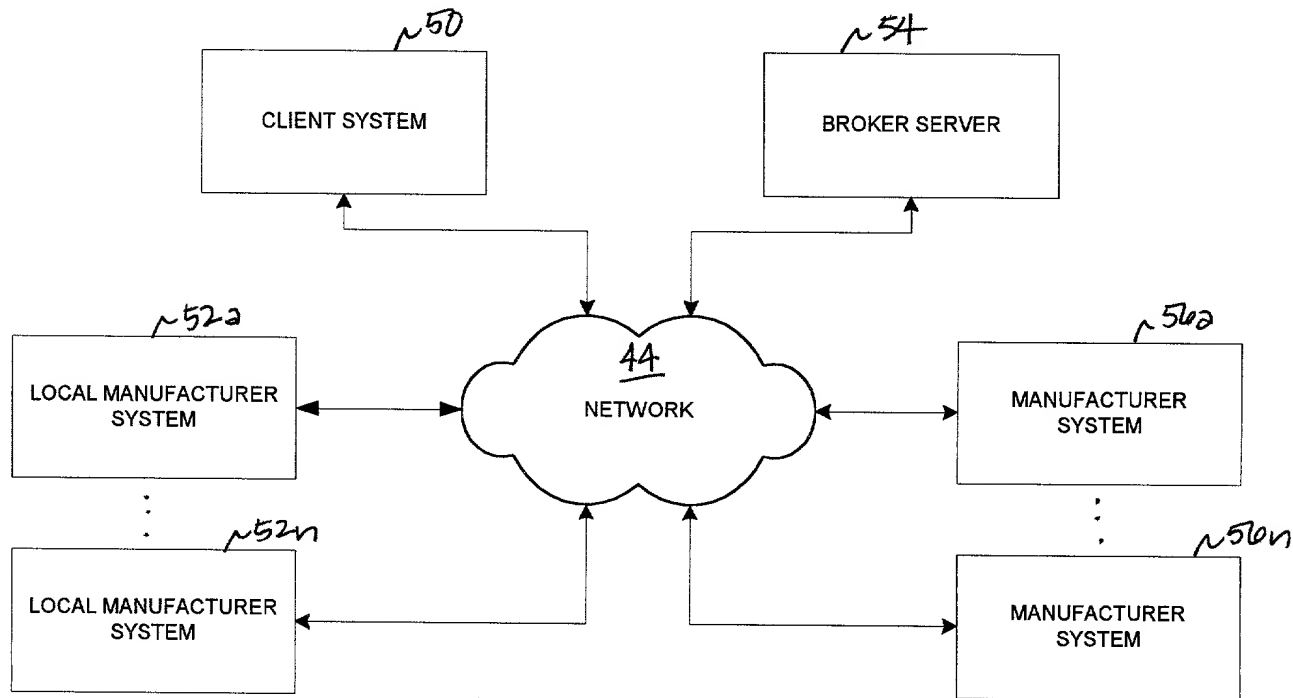 ~50
~54
CLIENT SYSTEM
BROKER SERVER
~52a
~56a
44
LOCAL MANUFACTURER
SYSTEM
NETWORK
MANUFACTURER
SYSTEM
~52n
~56n
LOCAL MANUFACTURER
SYSTEM
MANUFACTURER
SYSTEM